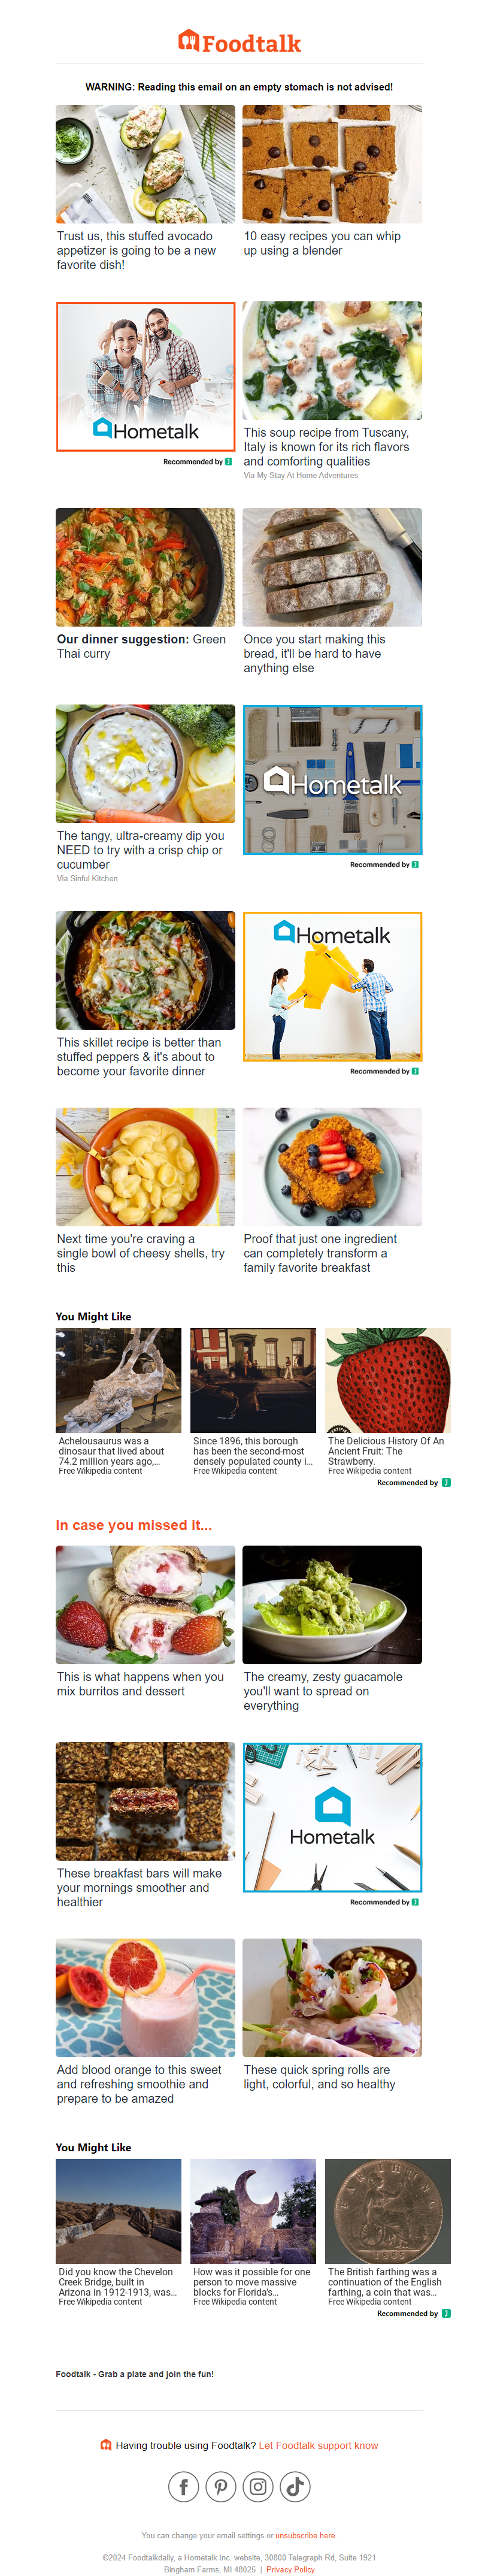 Foodtalk
WARNING: Reading this email on an empty stomach is not advised!
Trust us, this stuffed avocado
appetizer is going to be a new
favorite dish!
10 easy recipes you can whip
up using a blender
Hometalk
Recommended by
This soup recipe from Tuscany,
Italy is known for its rich flavors
and comforting qualities
Via My Stay At Home Adventures
Our dinner suggestion: Green
Thai curry
Once you start making this
bread, it'll be hard to have
anything else
The tangy, ultra-creamy dip you
NEED to try with a crisp chip or
cucumber
Via Sinful Kitchen
Hometalk
Recommended by
This skillet recipe is better than
stuffed peppers & it's about to
become your favorite dinner
Hometalk
Recommended by
Next time you're craving a
single bowl of cheesy shells, try
this
Proof that just one ingredient
can completely transform a
family favorite breakfast
You Might Like
Achelousaurus was a
dinosaur that lived about
74.2 million years ago,...
Free Wikipedia content
Since 1896, this borough
has been the second-most
densely populated county i...
Free Wikipedia content
The Delicious History Of An
Ancient Fruit: The
Strawberry.
Free Wikipedia content
Recommended by
In case you missed it...
This is what happens when you
mix burritos and dessert
The creamy, zesty guacamole
you'll want to spread on
everything
These breakfast bars will make
your mornings smoother and
healthier
Hometalk
Recommended by
Add blood orange to this sweet
and refreshing smoothie and
prepare to be amazed
These quick spring rolls are
light, colorful, and so healthy
You Might Like
Did you know the Chevelon
Creek Bridge, built in
Arizona in 1912-1913, was...
Free Wikipedia content
How was it possible for one
person to move massive
blocks for Florida's...
Free Wikipedia content
The British farthing was a
continuation of the English
farthing, a coin that was...
Free Wikipedia content
Recommended by
Foodtalk - Grab a plate and join the fun!
Having trouble using Foodtalk? Let Foodtalk support know
You can change your email settings or unsubscribe here.
©2024 Foodtalkdaily, a Hometalk Inc. website, 30800 Telegraph Rd, Suite 1921
Bingham Farms, MI 48025 | Privacy Policy